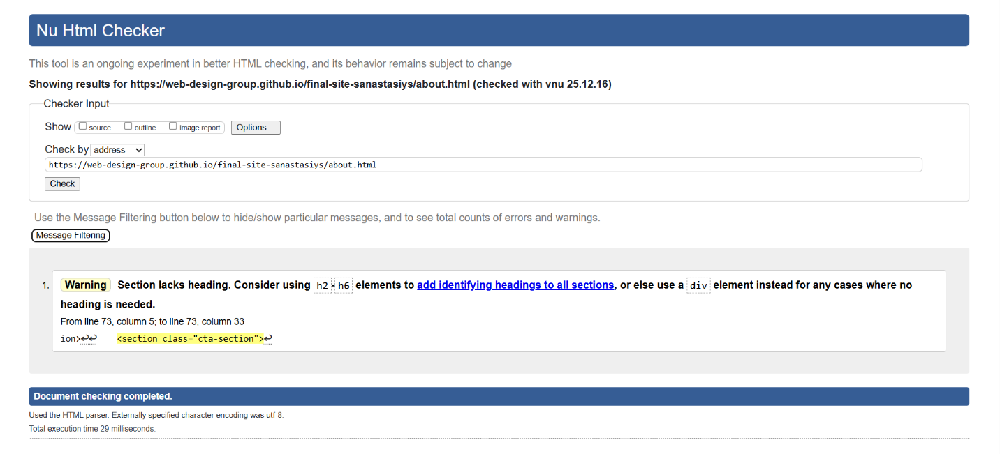 Nu Html Checker
This tool is an ongoing experiment in better HTML checking, and its behavior remains subject to change
Showing results for https://web-design-group.github.io/final-site-sanastasiys/about.html (checked with vnu 25.12.16)
Checker Input
Show source outline image report Options...
Check by address
https://web-design-group.github.io/final-site-sanastasiys/about.html
Check
Use the Message Filtering button below to hide/show particular messages, and to see total counts of errors and warnings.
Message Filtering
1. Warning Section lacks heading. Consider using h2-h6 elements to add identifying headings to all sections, or else use a div element instead for any cases where no
heading is needed.
From line 73, column 5; to line 73, column 33
ion>↩↩ <section class="cta-section">↩
Document checking completed.
Used the HTML parser. Externally specified character encoding was utf-8.
Total execution time 29 milliseconds.